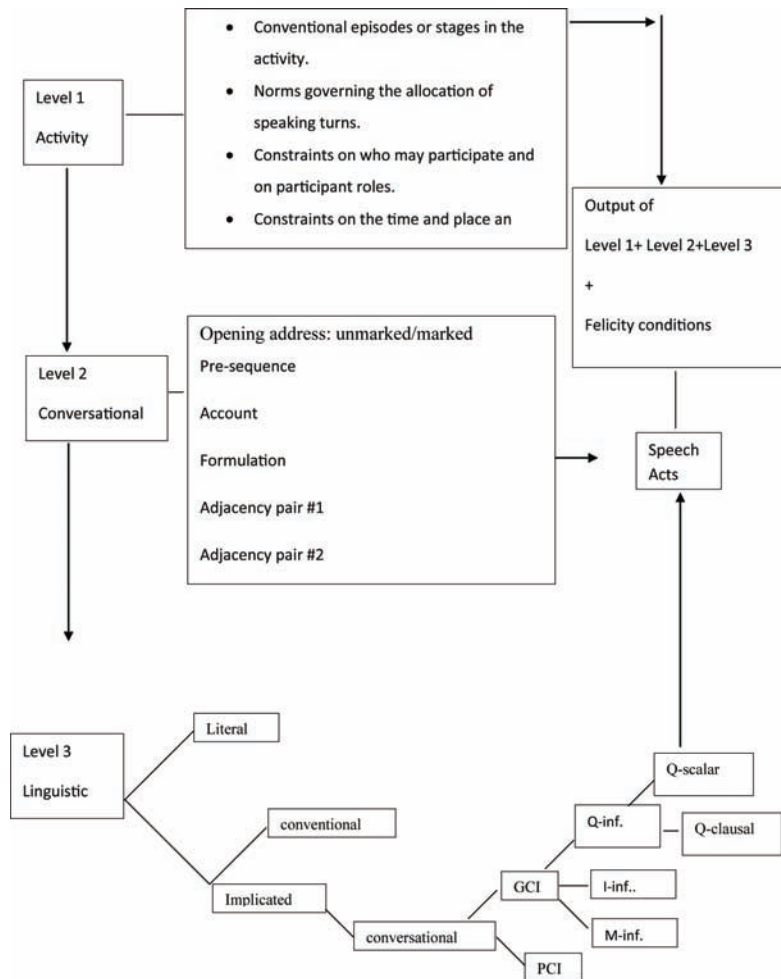 Level 1
Activity
• Conventional episodes or stages in the
activity.
• Norms governing the allocation of
speaking turns.
• Constraints on who may participate and
on participant roles.
• Constraints on the time and place an
Output of
Level 1+ Level 2+Level 3
+
Felicity conditions
Level 2
Conversational
Opening address: unmarked/marked
Pre-sequence
Account
Formulation
Adjacency pair #1
Adjacency pair #2
Speech
Acts
Level 3
Linguistic
Literal
conventional
Implicated
conversational
GCI
PCI
Q-inf.
Q-scalar
Q-clausal
I-inf..
M-inf.